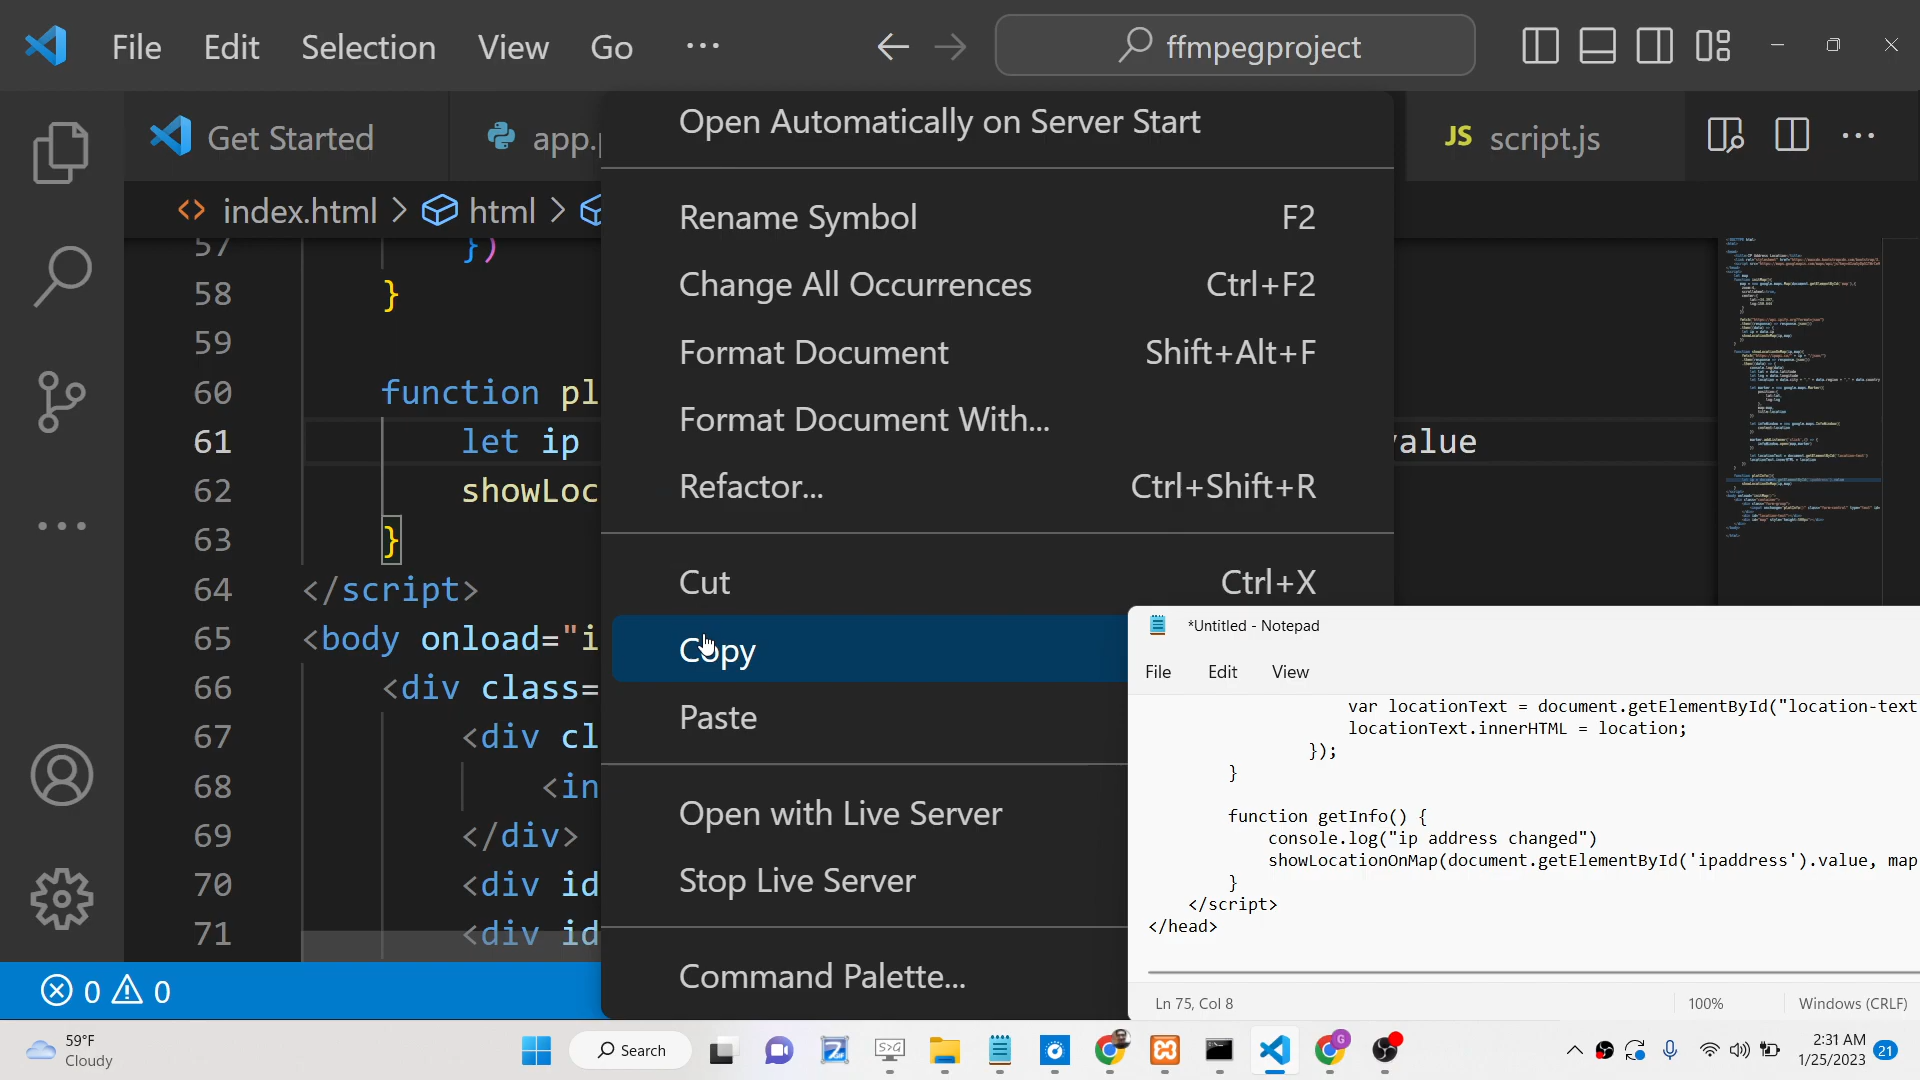 File Edit Selection View Go ... ffmpegproject
Get Started app. JS script.js ...
<> index.html > html >
Open Automatically on Server Start
Rename Symbol F2
Change All Occurrences Ctrl+F2
Format Document Shift+Alt+F
Format Document With...
Refactor... Ctrl+Shift+R
Cut Ctrl+X
Copy
Paste
Open with Live Server
Stop Live Server
Command Palette...
57 })
58 }
59
60 function pl
61 let ip value
62 showLoc
63 }
64 </script>
65 <body onload="i
66 <div class=
67 <div cl
68 <in
69 </div>
70 <div id
71 <div id
0 0
*Untitled - Notepad
File Edit View
var locationText = document.getElementById("location-text
locationText.innerHTML = location;
});
}
function getInfo() {
console.log("ip address changed")
showLocationOnMap(document.getElementById('ipaddress').value, map
}
</script>
</head>
Ln 75, Col 8 100% Windows (CRLF)
59°F
Cloudy
Search
2:31 AM
1/25/2023
21